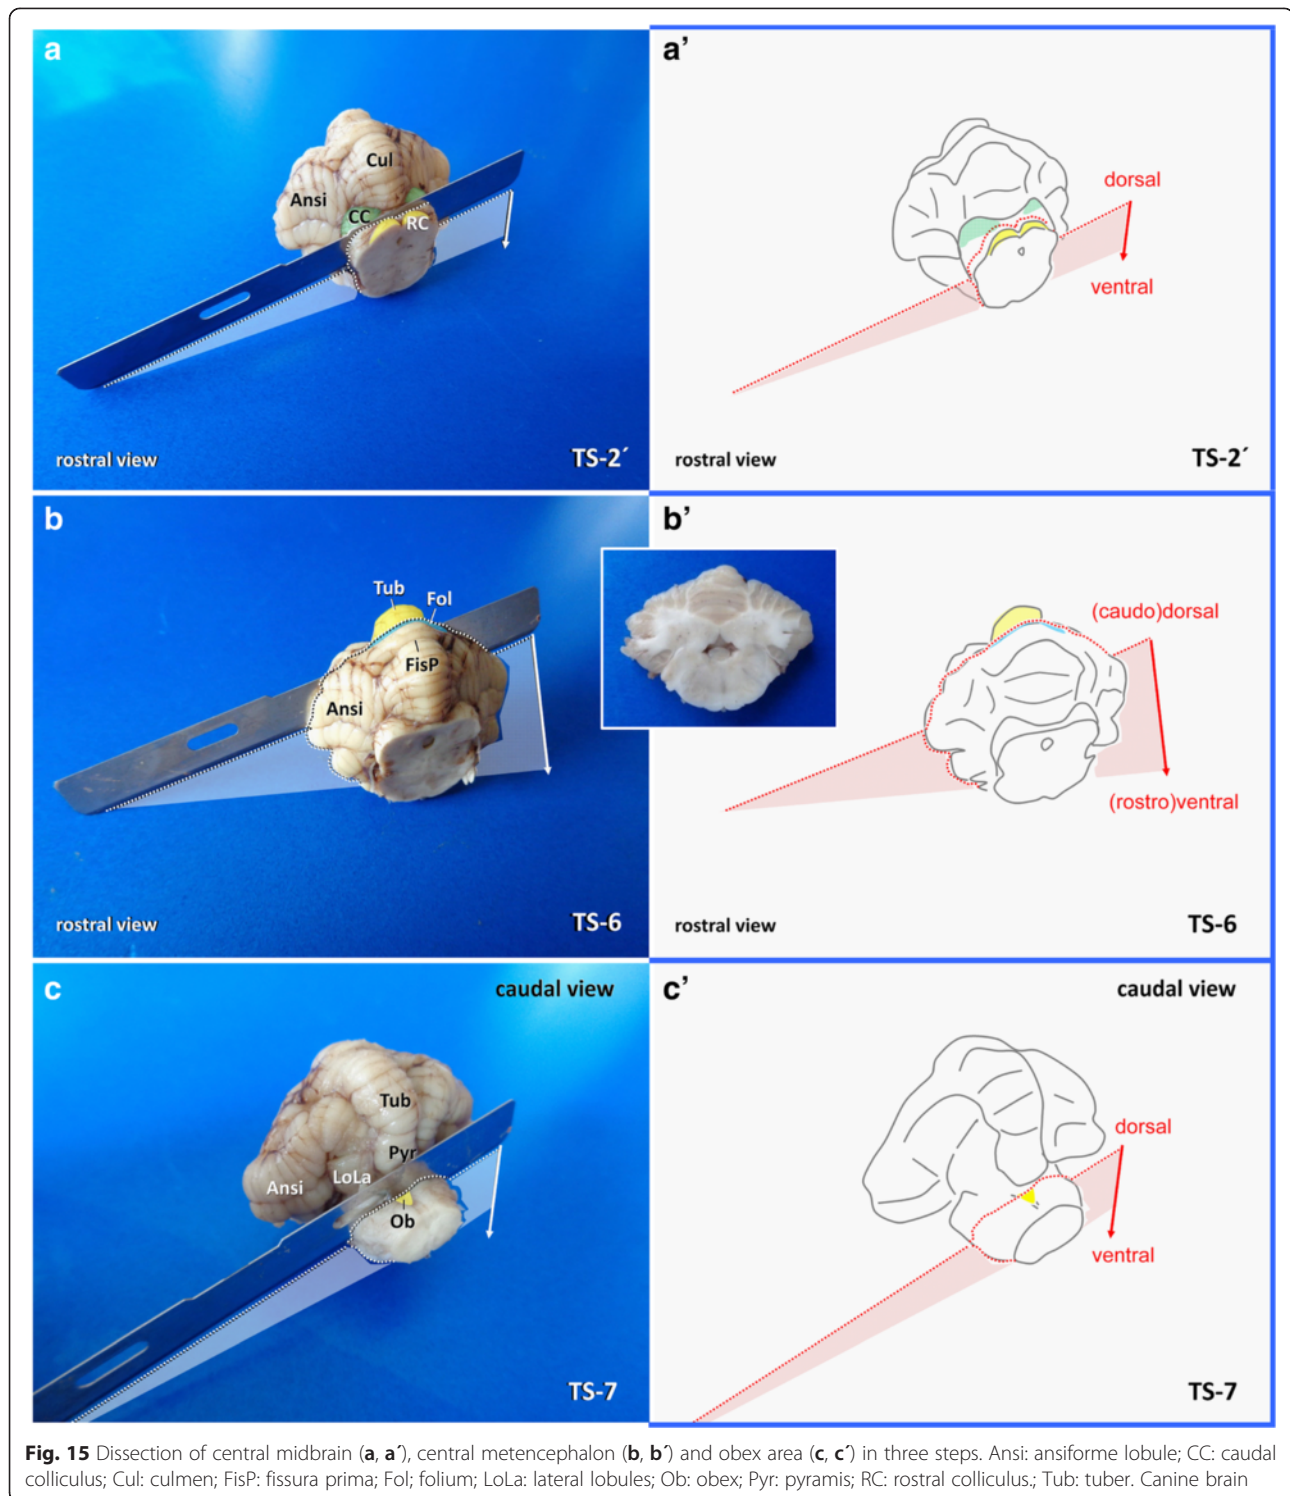 a
Cul
Ansi
CC
RC
rostral view
TS-2´
a’
dorsal
ventral
rostral view
TS-2´
b
Tub
Fol
FisP
Ansi
rostral view
TS-6
b’
(caudo)dorsal
(rostro)ventral
rostral view
TS-6
c
caudal view
Tub
Pyr
LoLa
Ansi
Ob
TS-7
c’
caudal view
dorsal
ventral
TS-7
Fig. 15 Dissection of central midbrain (a, a´), central metencephalon (b, b´) and obex area (c, c´) in three steps. Ansi: ansiforme lobule; CC: caudal
colliculus; Cul: culmen; FisP: fissura prima; Fol; folium; LoLa: lateral lobules; Ob: obex; Pyr: pyramis; RC: rostral colliculus.; Tub: tuber. Canine brain